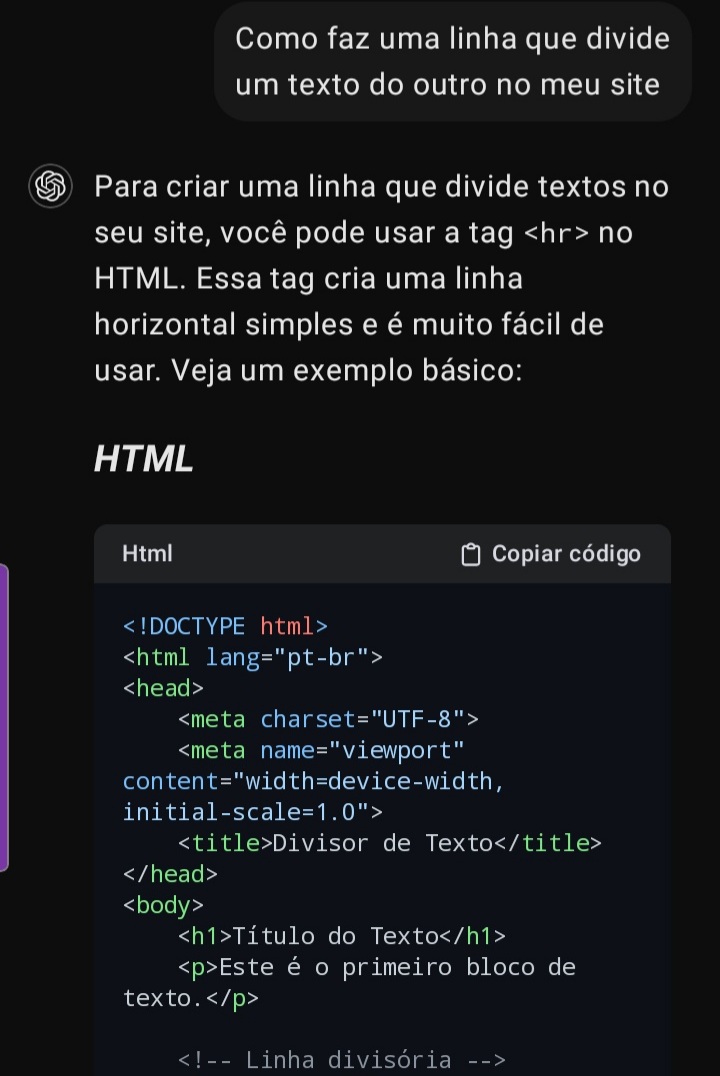 Como faz uma linha que divide
um texto do outro no meu site
Para criar uma linha que divide textos no
seu site, você pode usar a tag <hr> no
HTML. Essa tag cria uma linha
horizontal simples e é muito fácil de
usar. Veja um exemplo básico:
HTML
Html
Copiar código
<!DOCTYPE html>
<html lang="pt-br">
<head>
    <meta charset="UTF-8">
    <meta name="viewport"
content="width=device-width,
initial-scale=1.0">
    <title>Divisor de Texto</title>
</head>
<body>
    <h1>Título do Texto</h1>
    <p>Este é o primeiro bloco de
texto.</p>
    <!-- Linha divisória -->